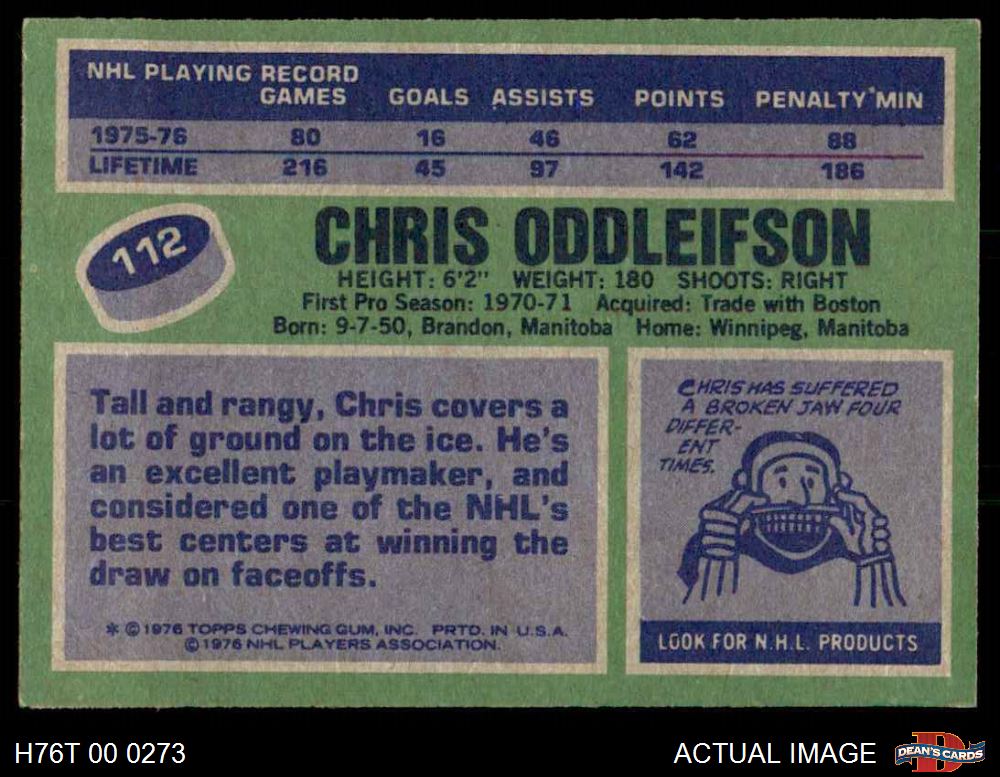 NHL PLAYING RECORD
GAMES GOALS ASSISTS POINTS PENALTY MIN
1975-76 80 16 46 62 88
LIFETIME 216 45 97 142 186
112
CHRIS ODDLEIFSON
HEIGHT: 6'2" WEIGHT: 180 SHOOTS: RIGHT
First Pro Season: 1970-71 Acquired: Trade with Boston
Born: 9-7-50, Brandon, Manitoba Home: Winnipeg, Manitoba
Tall and rangy, Chris covers a
lot of ground on the ice. He's
an excellent playmaker, and
considered one of the NHL's
best centers at winning the
draw on faceoffs.
* © 1976 TOPPS CHEWING GUM, INC. PRTD. IN U.S.A.
© 1976 NHL PLAYERS ASSOCIATION.
CHRIS HAS SUFFERED
A BROKEN JAW FOUR
DIFFER-
ENT
TIMES.
LOOK FOR N.H.L. PRODUCTS
H76T 00 0273
ACTUAL IMAGE
D
DEAN'S CARDS